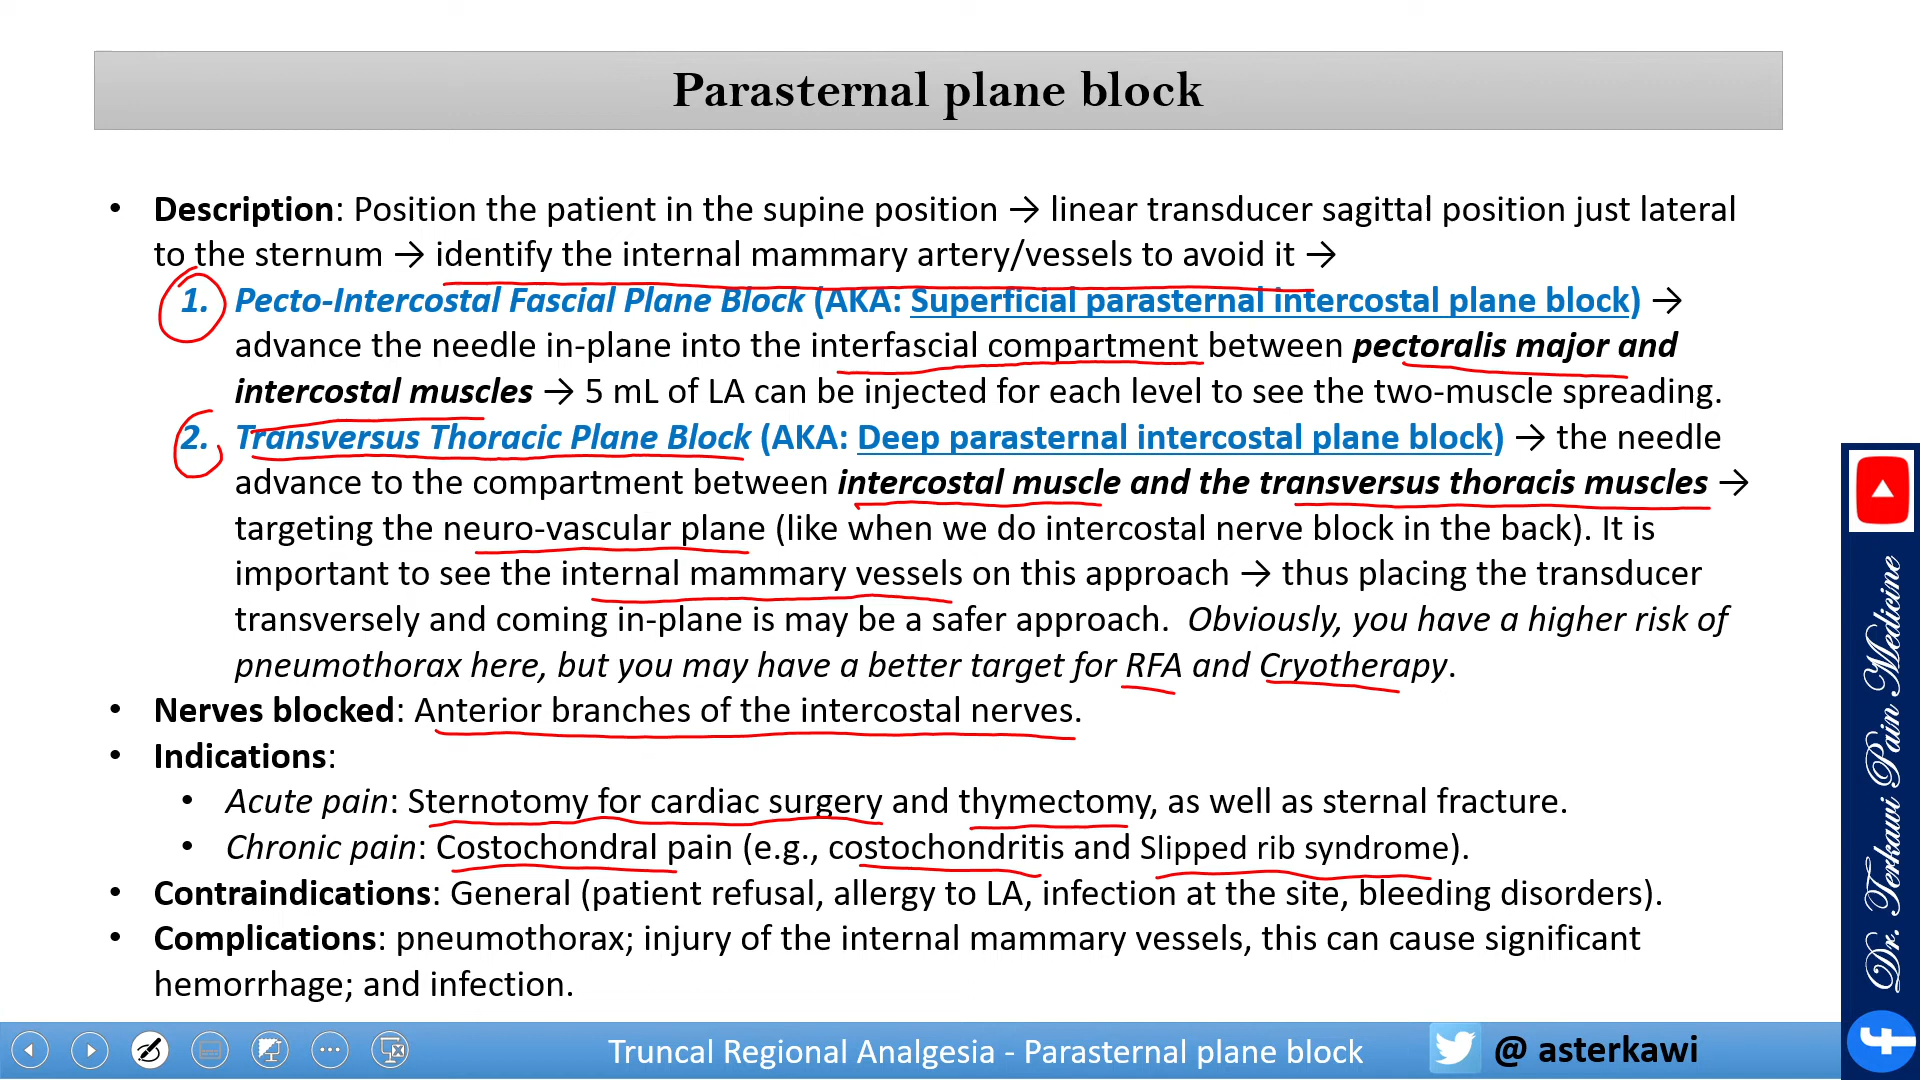 Parasternal plane block
• Description: Position the patient in the supine position → linear transducer sagittal position just lateral
to the sternum → identify the internal mammary artery/vessels to avoid it →
1. Pecto-Intercostal Fascial Plane Block (AKA: Superficial parasternal intercostal plane block) →
advance the needle in-plane into the interfascial compartment between pectoralis major and
intercostal muscles → 5 mL of LA can be injected for each level to see the two-muscle spreading.
2. Transversus Thoracic Plane Block (AKA: Deep parasternal intercostal plane block) → the needle
advance to the compartment between intercostal muscle and the transversus thoracis muscles →
targeting the neuro-vascular plane (like when we do intercostal nerve block in the back). It is
important to see the internal mammary vessels on this approach → thus placing the transducer
transversely and coming in-plane is may be a safer approach. Obviously, you have a higher risk of
pneumothorax here, but you may have a better target for RFA and Cryotherapy.
• Nerves blocked: Anterior branches of the intercostal nerves.
• Indications:
• Acute pain: Sternotomy for cardiac surgery and thymectomy, as well as sternal fracture.
• Chronic pain: Costochondral pain (e.g., costochondritis and Slipped rib syndrome).
• Contraindications: General (patient refusal, allergy to LA, infection at the site, bleeding disorders).
• Complications: pneumothorax; injury of the internal mammary vessels, this can cause significant
hemorrhage; and infection.
Truncal Regional Analgesia - Parasternal plane block
@ asterkawi
Dr. Terkawi Pain Medicine